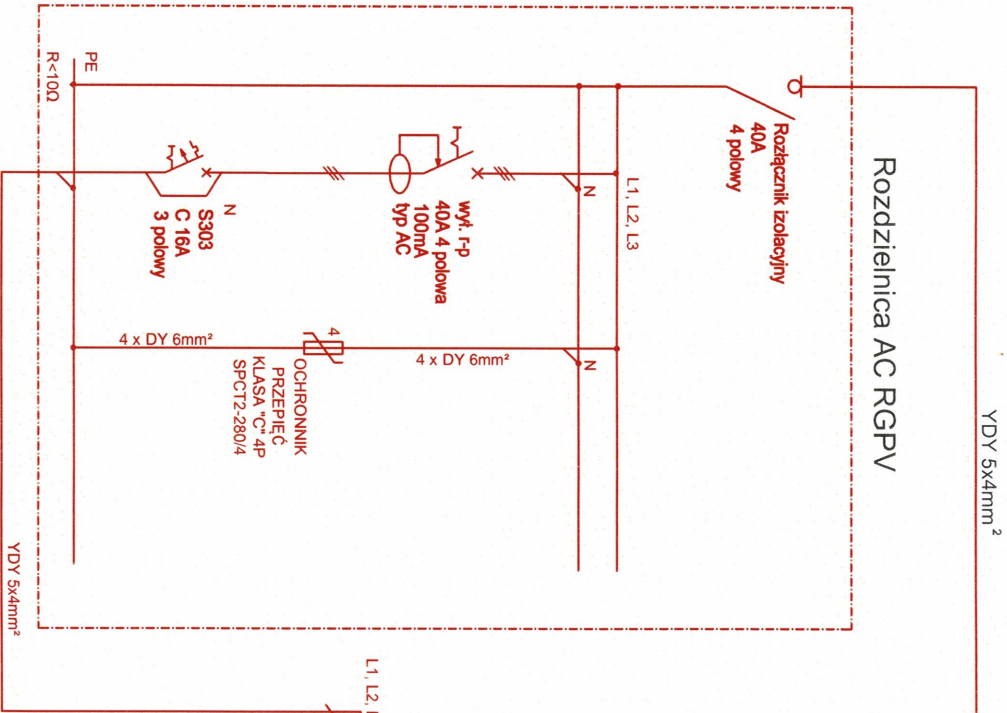 YDY 5x4mm²
Rozdzielnica AC RGPV
Rozłącznik izolacyjny
40A
4 polowy
L1, L2, L3
N
N
wył. r-p
40A 4 polowa
100mA
typ AC
4 x DY 6mm²
4
OCHRONNIK
PRZEPIĘĆ
KLASA "C" 4P
SPCT2-280/4
4 x DY 6mm²
N
S303
C 16A
3 polowy
PE
R<10Ω
YDY 5x4mm²
L1, L2,